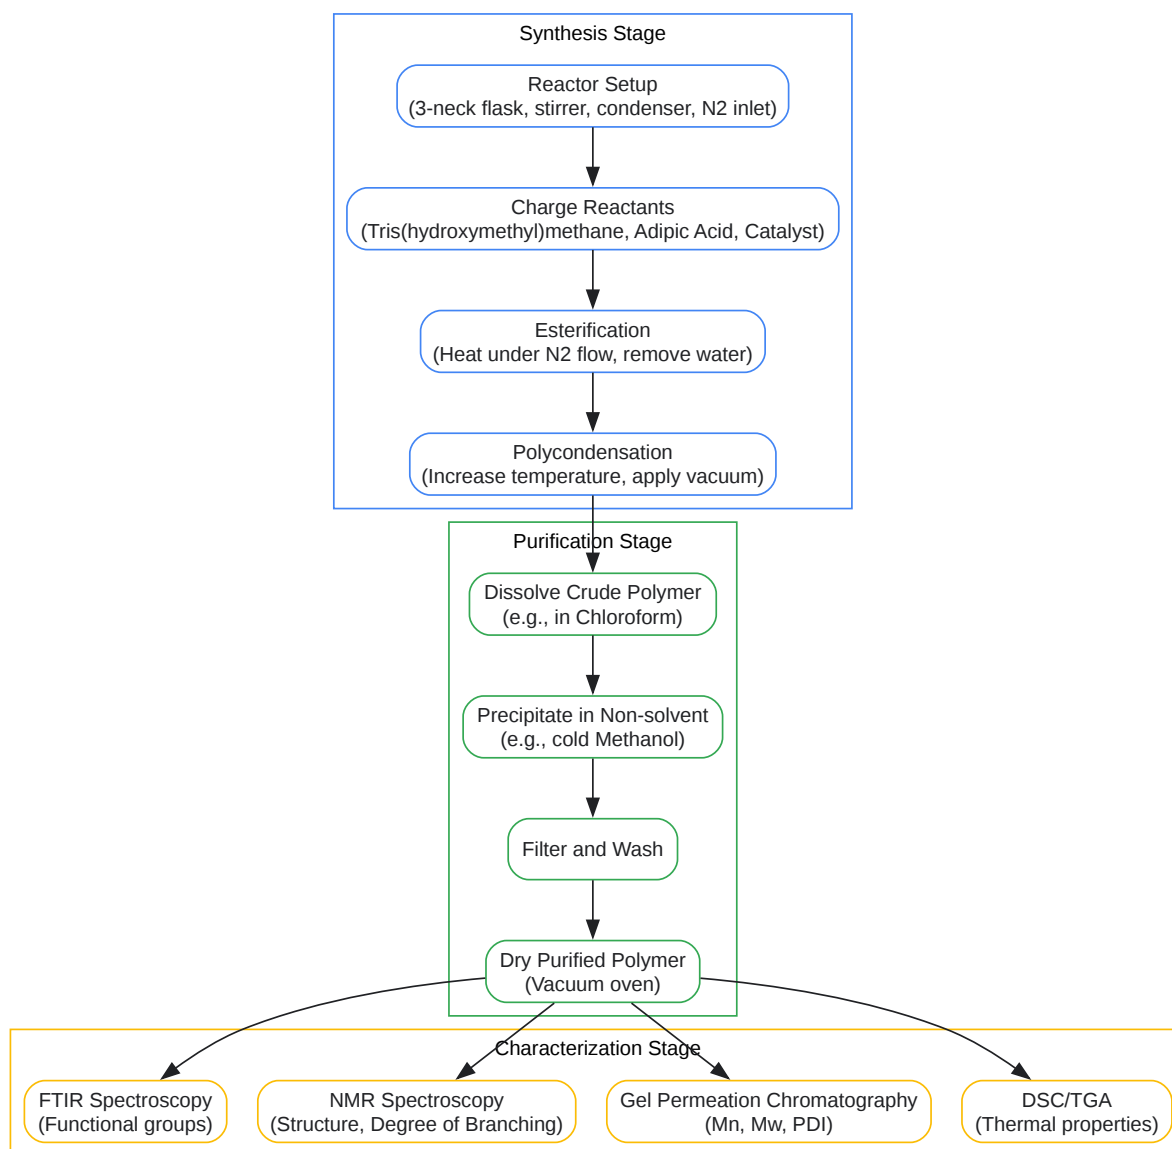 Synthesis Stage
Reactor Setup
(3-neck flask, stirrer, condenser, N2 inlet)
Charge Reactants
(Tris(hydroxymethyl)methane, Adipic Acid, Catalyst)
Esterification
(Heat under N2 flow, remove water)
Polycondensation
(Increase temperature, apply vacuum)
Purification Stage
Dissolve Crude Polymer
(e.g., in Chloroform)
Precipitate in Non-solvent
(e.g., cold Methanol)
Filter and Wash
Dry Purified Polymer
(Vacuum oven)
Characterization Stage
FTIR Spectroscopy
(Functional groups)
NMR Spectroscopy
(Structure, Degree of Branching)
Gel Permeation Chromatography
(Mn, Mw, PDI)
DSC/TGA
(Thermal properties)